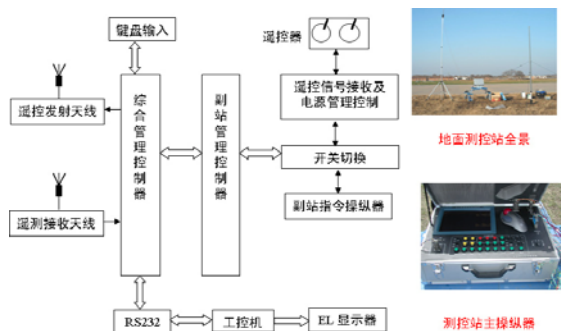 键盘输入
遥控器
遥控发射天线
综合管理控制器
副站管理控制器
遥控信号接收及
电源管理控制
地面测控站全景
开关切换
遥测接收天线
副站指令操纵器
RS232
工控机
EL 显示器
测控站主操纵器